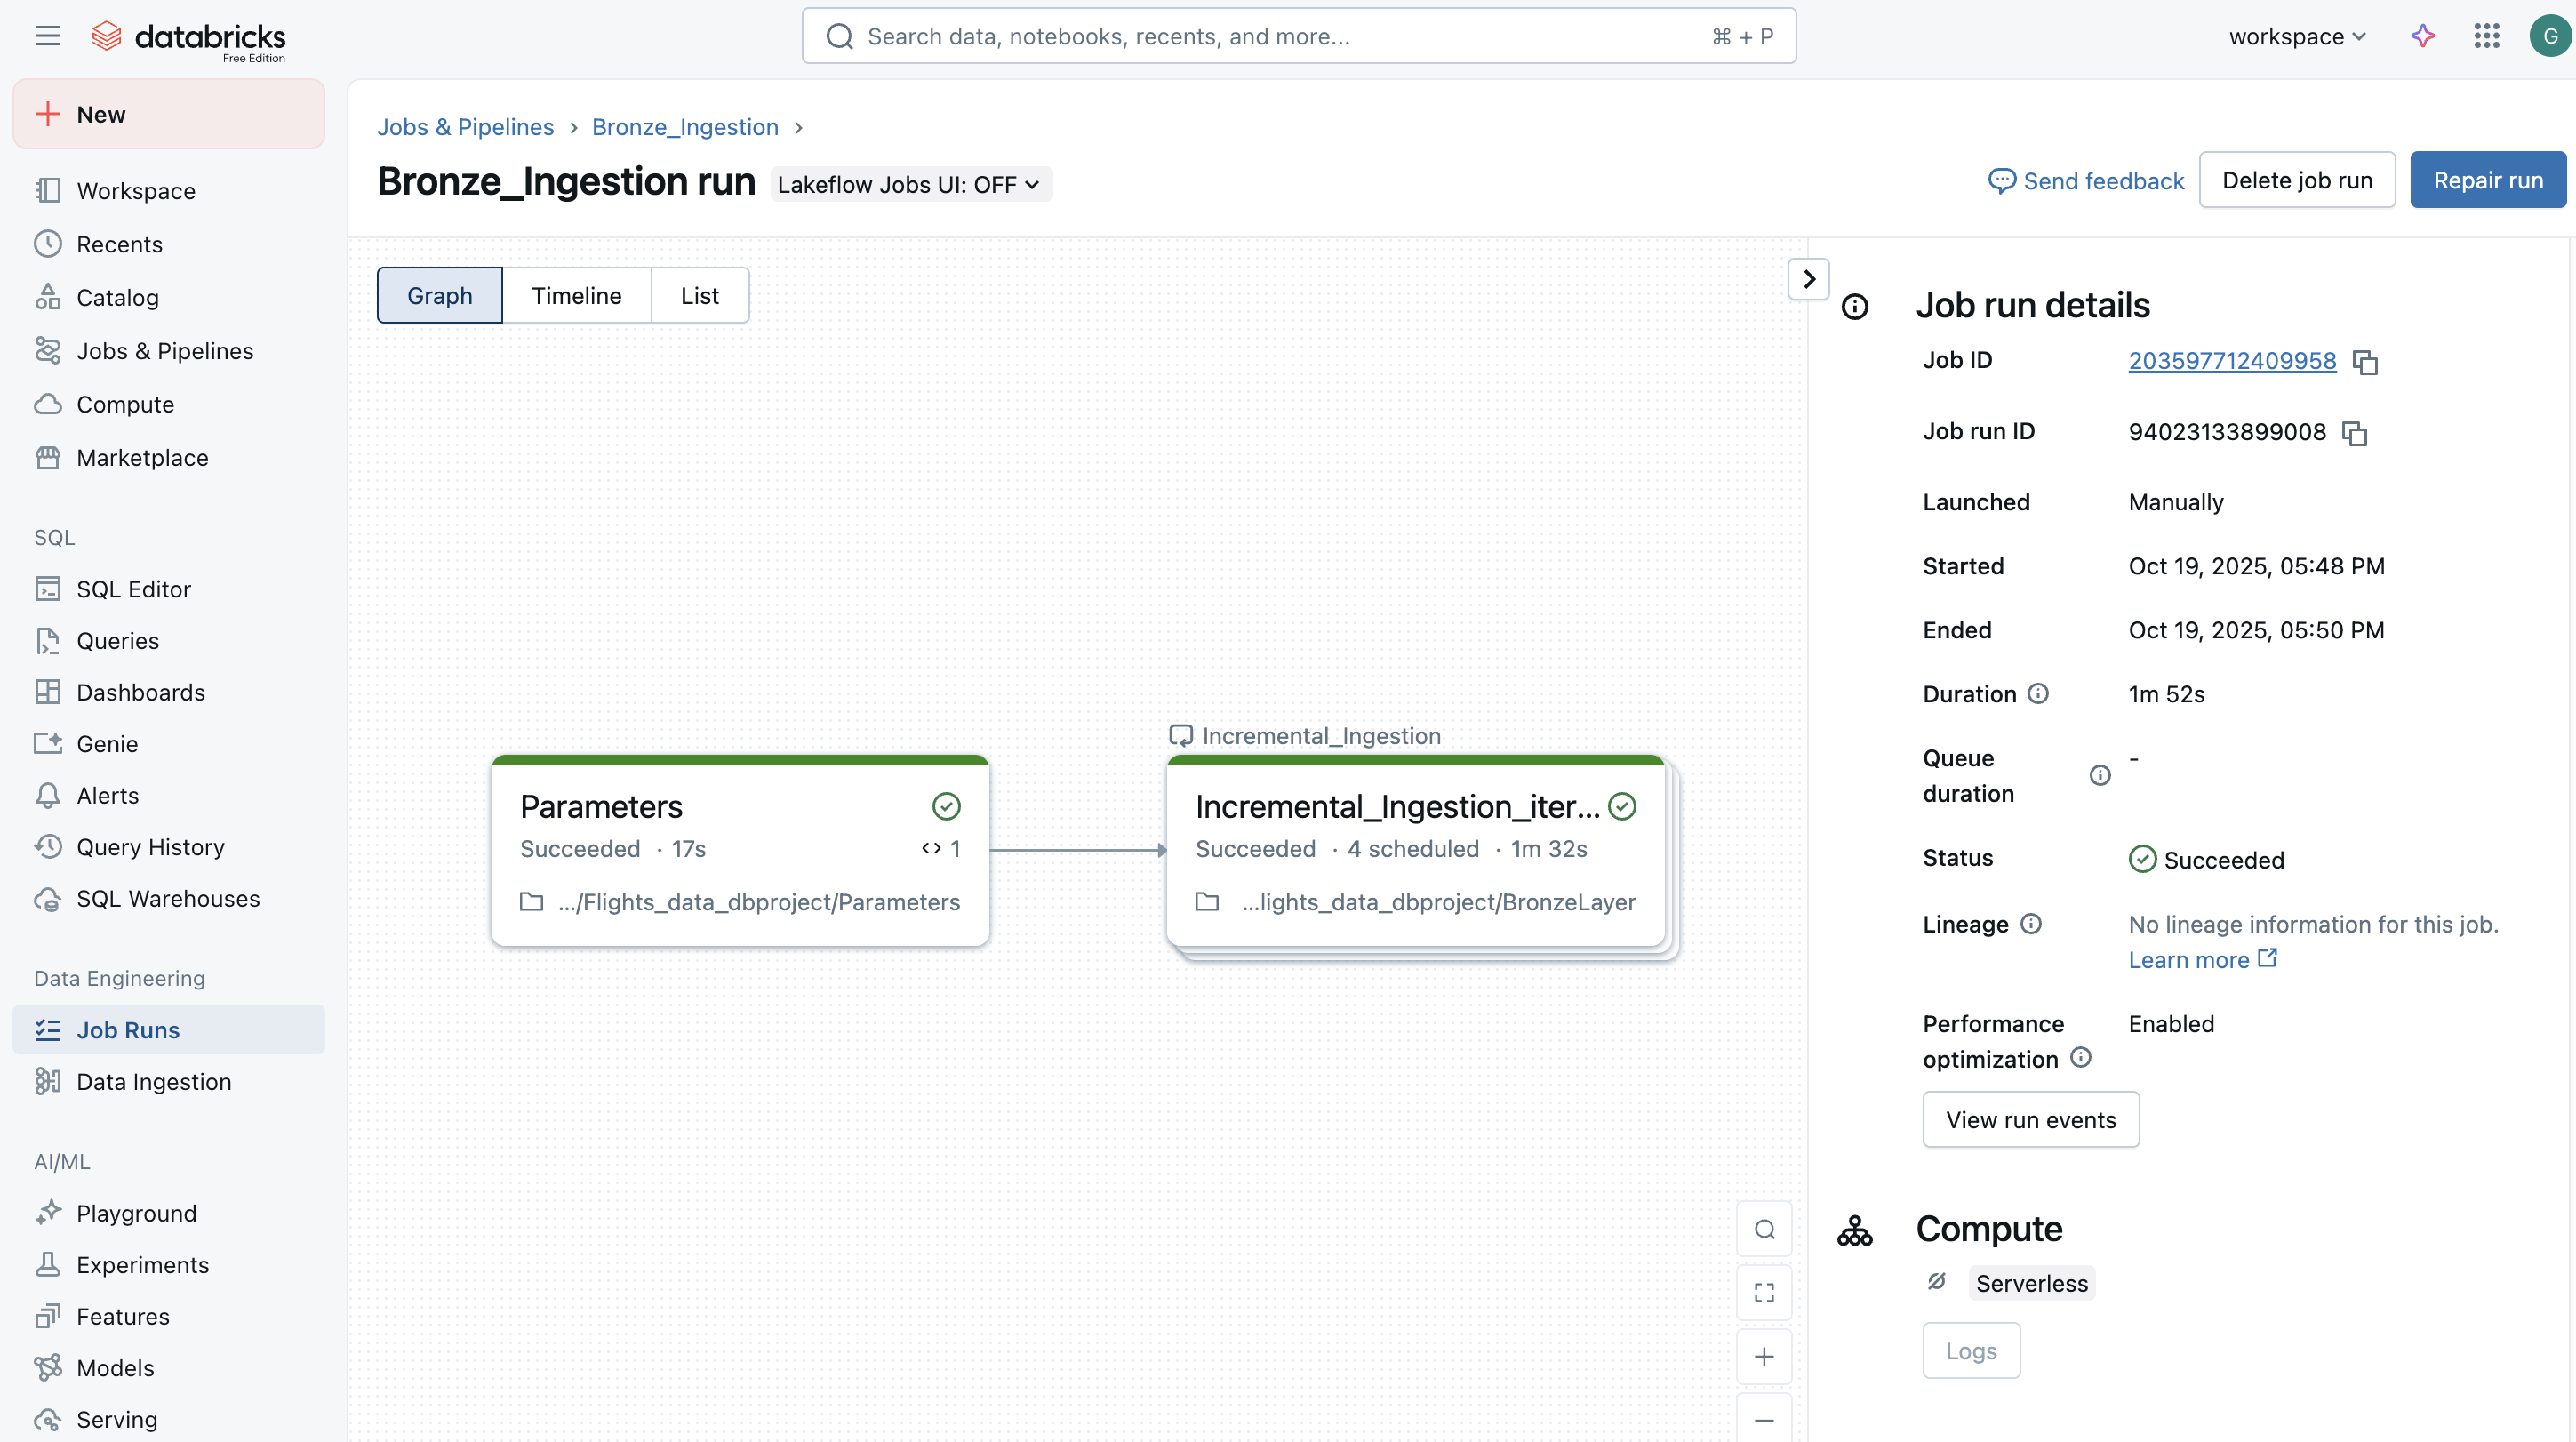 databricks
Free Edition
Search data, notebooks, recents, and more...
⌘ + P
workspace
G
New
Workspace
Recents
Catalog
Jobs & Pipelines
Compute
Marketplace
SQL
SQL Editor
Queries
Dashboards
Genie
Alerts
Query History
SQL Warehouses
Data Engineering
Job Runs
Data Ingestion
AI/ML
Playground
Experiments
Features
Models
Serving
Jobs & Pipelines › Bronze_Ingestion ›
Bronze_Ingestion run
Lakeflow Jobs UI: OFF
Send feedback
Delete job run
Repair run
Graph
Timeline
List
Parameters
Succeeded · 17s
<> 1
.../Flights_data_dbproject/Parameters
Incremental_Ingestion
Incremental_Ingestion_iter...
Succeeded · 4 scheduled · 1m 32s
...lights_data_dbproject/BronzeLayer
Job run details
Job ID 203597712409958
Job run ID 94023133899008
Launched Manually
Started Oct 19, 2025, 05:48 PM
Ended Oct 19, 2025, 05:50 PM
Duration 1m 52s
Queue duration -
Status Succeeded
Lineage No lineage information for this job.
Learn more
Performance optimization Enabled
View run events
Compute
Serverless
Logs